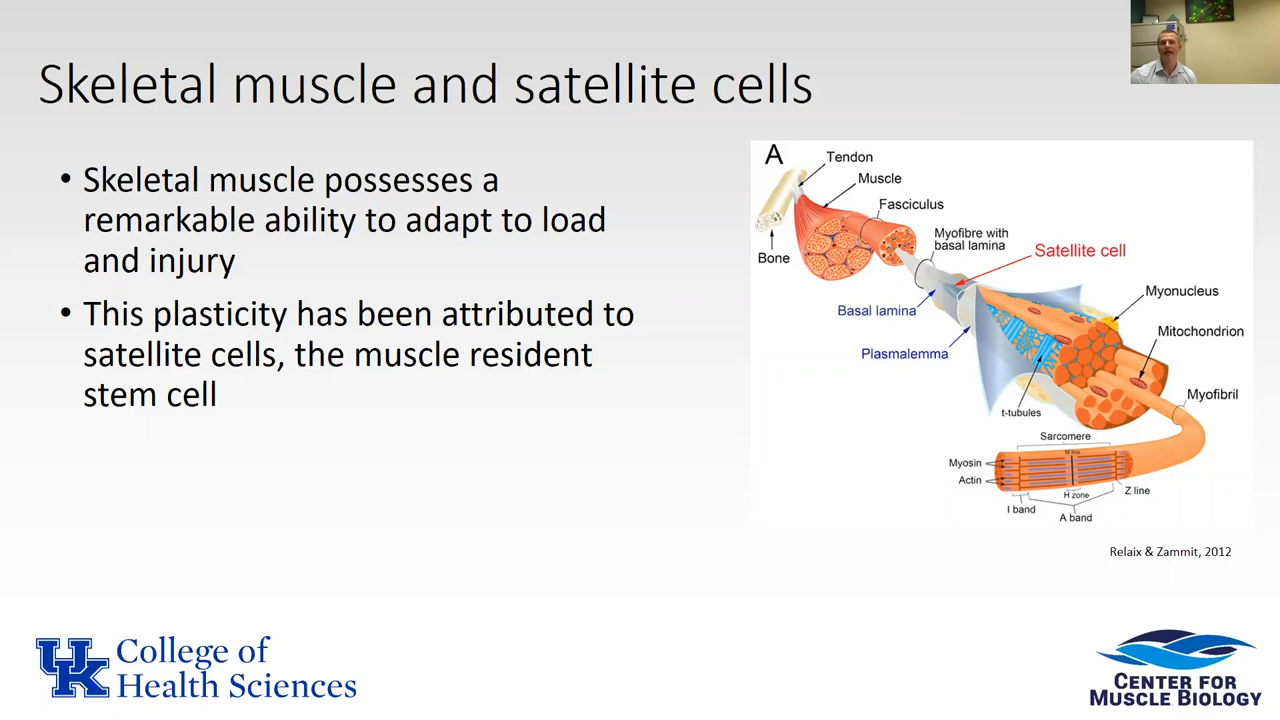 Skeletal muscle and satellite cells
• Skeletal muscle possesses a
remarkable ability to adapt to load
and injury
• This plasticity has been attributed to
satellite cells, the muscle resident
stem cell
A
Tendon
Muscle
Fasciculus
Bone
Myofibre with
basal lamina
Satellite cell
Basal lamina
Plasmalemma
Myonucleus
Mitochondrion
Myofibril
t-tubules
Sarcomere
M line
Myosin
Actin
Z line
H zone
I band
A band
Relaix & Zammit, 2012
UK
College of
Health Sciences
CENTER FOR
MUSCLE BIOLOGY